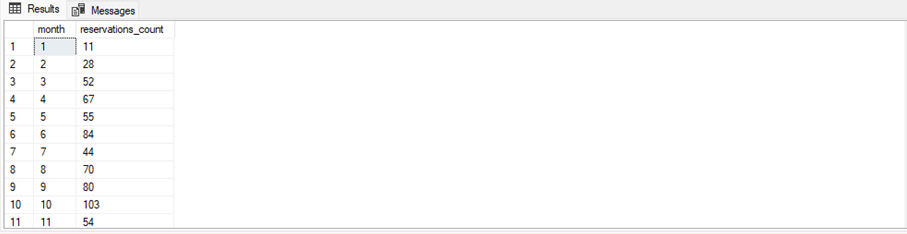 Results Messages
month reservations_count
1 1 11
2 2 28
3 3 52
4 4 67
5 5 55
6 6 84
7 7 44
8 8 70
9 9 80
10 10 103
11 11 54